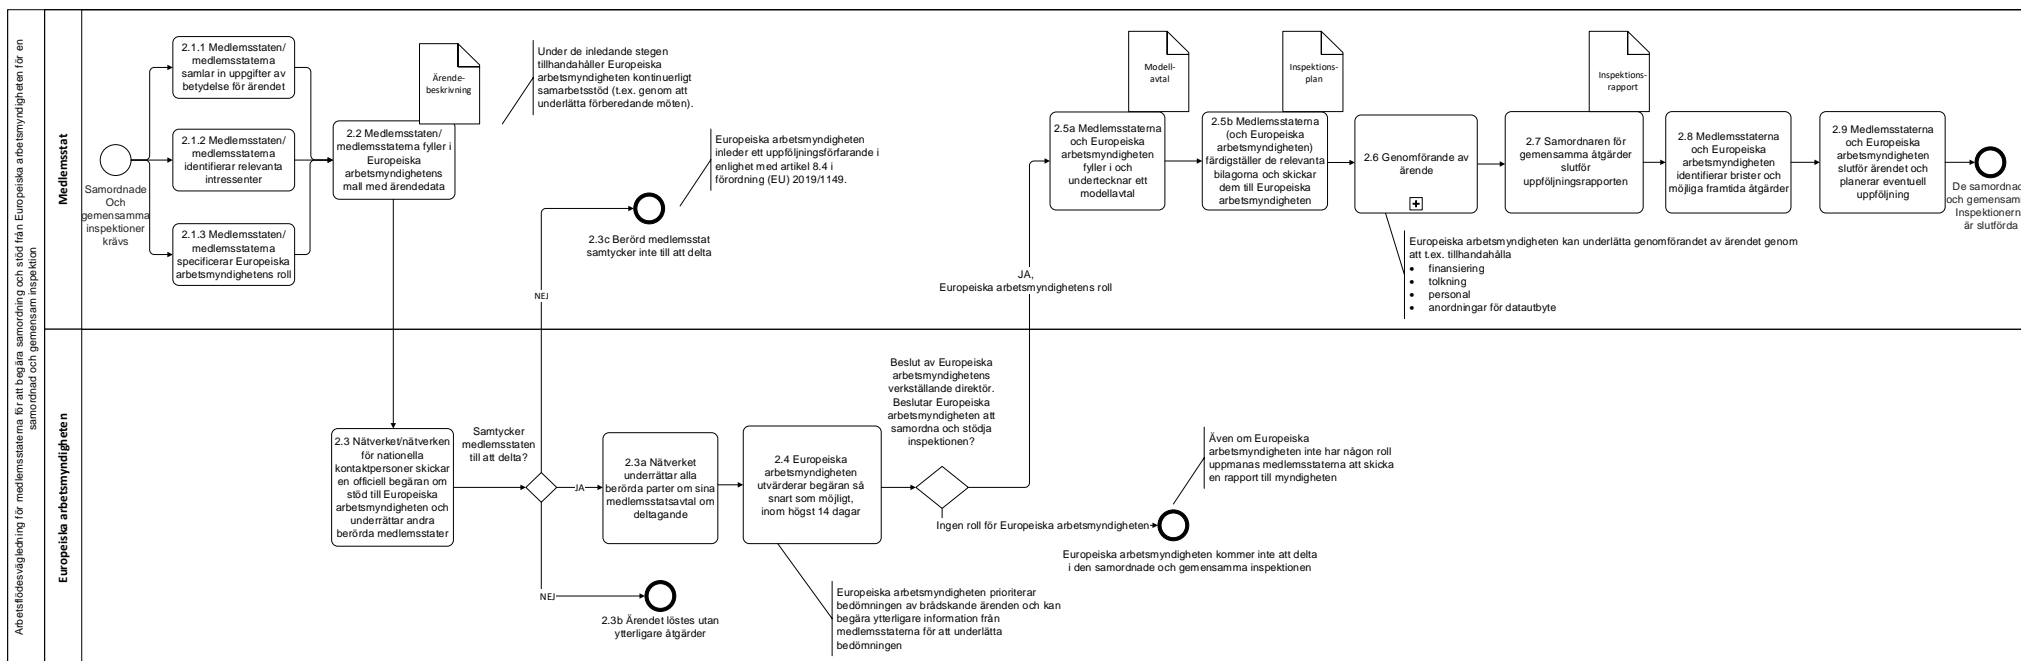 Arbetsflödesvägledning för medlemsstaterna för att begära samordning och stöd från Europeiska arbetsmyndigheten för en
samordnad och gemensam inspektion
Medlemsstat
Samordnade
Och
gemensamma
inspektioner
krävs
2.1.1 Medlemsstaten/
medlemsstaterna
samlar in uppgifter av
betydelse för ärendet
2.1.2 Medlemsstaten/
medlemsstaterna
identifierar relevanta
intressenter
2.1.3 Medlemsstaten/
medlemsstaterna
specificerar Europeiska
arbetsmyndighetens roll
Ärende-
beskrivning
2.2 Medlemsstaten/
medlemsstaterna fyller i
Europeiska
arbetsmyndighetens
mall med ärendedata
Under de inledande stegen
tillhandahåller Europeiska
arbetsmyndigheten kontinuerligt
samarbetsstöd (t.ex. genom att
underlätta förberedande möten).
Europeiska arbetsmyndigheten
inleder ett uppföljningsförfarande i
enlighet med artikel 8.4 i
förordning (EU) 2019/1149.
2.3c Berörd medlemsstat
samtycker inte till att delta
NEJ
JA,
Europeiska arbetsmyndighetens roll
Modell-
avtal
2.5a Medlemsstaterna
och Europeiska
arbetsmyndigheten
fyller i och
undertecknar ett
modellavtal
Inspektions-
plan
2.5b Medlemsstaterna
(och Europeiska
arbetsmyndigheten)
färdigställer de relevanta
bilagorna och skickar
dem till Europeiska
arbetsmyndigheten
2.6 Genomförande av
ärende
Europeiska arbetsmyndigheten kan underlätta genomförandet av ärendet genom
att t.ex. tillhandahålla
• finansiering
• tolkning
• personal
• anordningar för datautbyte
Inspektions-
rapport
2.7 Samordnaren för
gemensamma åtgärder
slutför
uppföljningsrapporten
2.8 Medlemsstaterna
och Europeiska
arbetsmyndigheten
identifierar brister och
möjliga framtida åtgärder
2.9 Medlemsstaterna
och Europeiska
arbetsmyndigheten
slutför ärendet och
planerar eventuell
uppföljning
De samordnad
och gemensam
Inspektionern
är slutförda
Europeiska arbetsmyndigheten
2.3 Nätverket/nätverken
för nationella
kontaktpersoner skickar
en officiell begäran om
stöd till Europeiska
arbetsmyndigheten och
underrättar andra
berörda medlemsstater
Samtycker
medlemsstaten
till att delta?
JA
NEJ
2.3b Ärendet löstes utan
ytterligare åtgärder
2.3a Nätverket
underrättar alla
berörda parter om sina
medlemsstatsavtal om
deltagande
2.4 Europeiska
arbetsmyndigheten
utvärderar begäran så
snart som möjligt,
inom högst 14 dagar
Europeiska arbetsmyndigheten prioriterar
bedömningen av brådskande ärenden och kan
begära ytterligare information från
medlemsstaterna för att underlätta
bedömningen
Beslut av Europeiska
arbetsmyndighetens
verkställande direktör.
Beslutar Europeiska
arbetsmyndigheten att
samordna och stödja
inspektionen?
Ingen roll för Europeiska arbetsmyndigheten
Även om Europeiska
arbetsmyndigheten inte har någon roll
uppmanas medlemsstaterna att skicka
en rapport till myndigheten
Europeiska arbetsmyndigheten kommer inte att delta
i den samordnade och gemensamma inspektionen